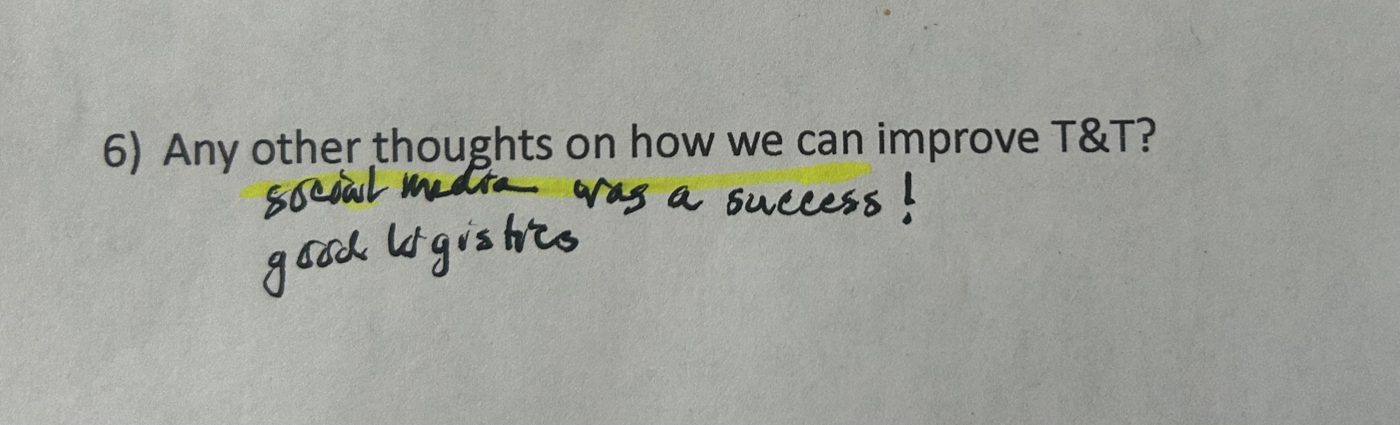 6) Any other thoughts on how we can improve T&T?
social media was a success!
good logistics